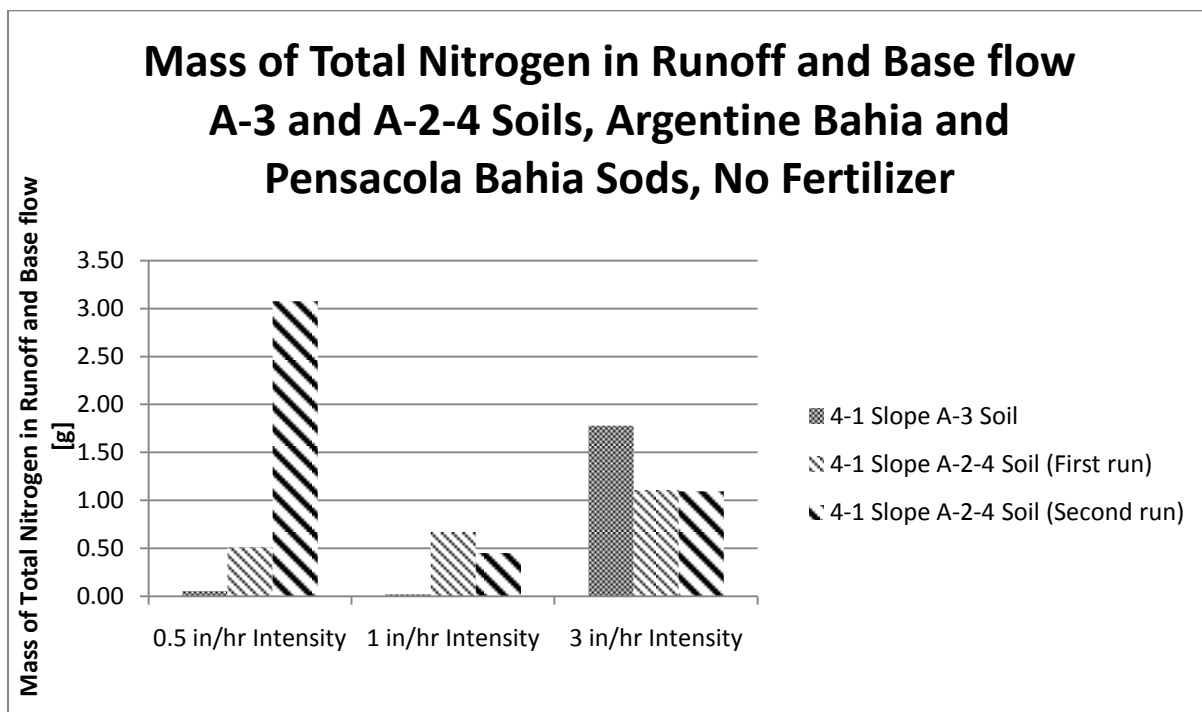 Mass of Total Nitrogen in Runoff and Base flow
A-3 and A-2-4 Soils, Argentine Bahia and
Pensacola Bahia Sods, No Fertilizer
Mass of Total Nitrogen in Runoff and Base flow
[g]
3.50
3.00
2.50
2.00
1.50
1.00
0.50
0.00
0.5 in/hr Intensity
1 in/hr Intensity
3 in/hr Intensity
4-1 Slope A-3 Soil
4-1 Slope A-2-4 Soil (First run)
4-1 Slope A-2-4 Soil (Second run)